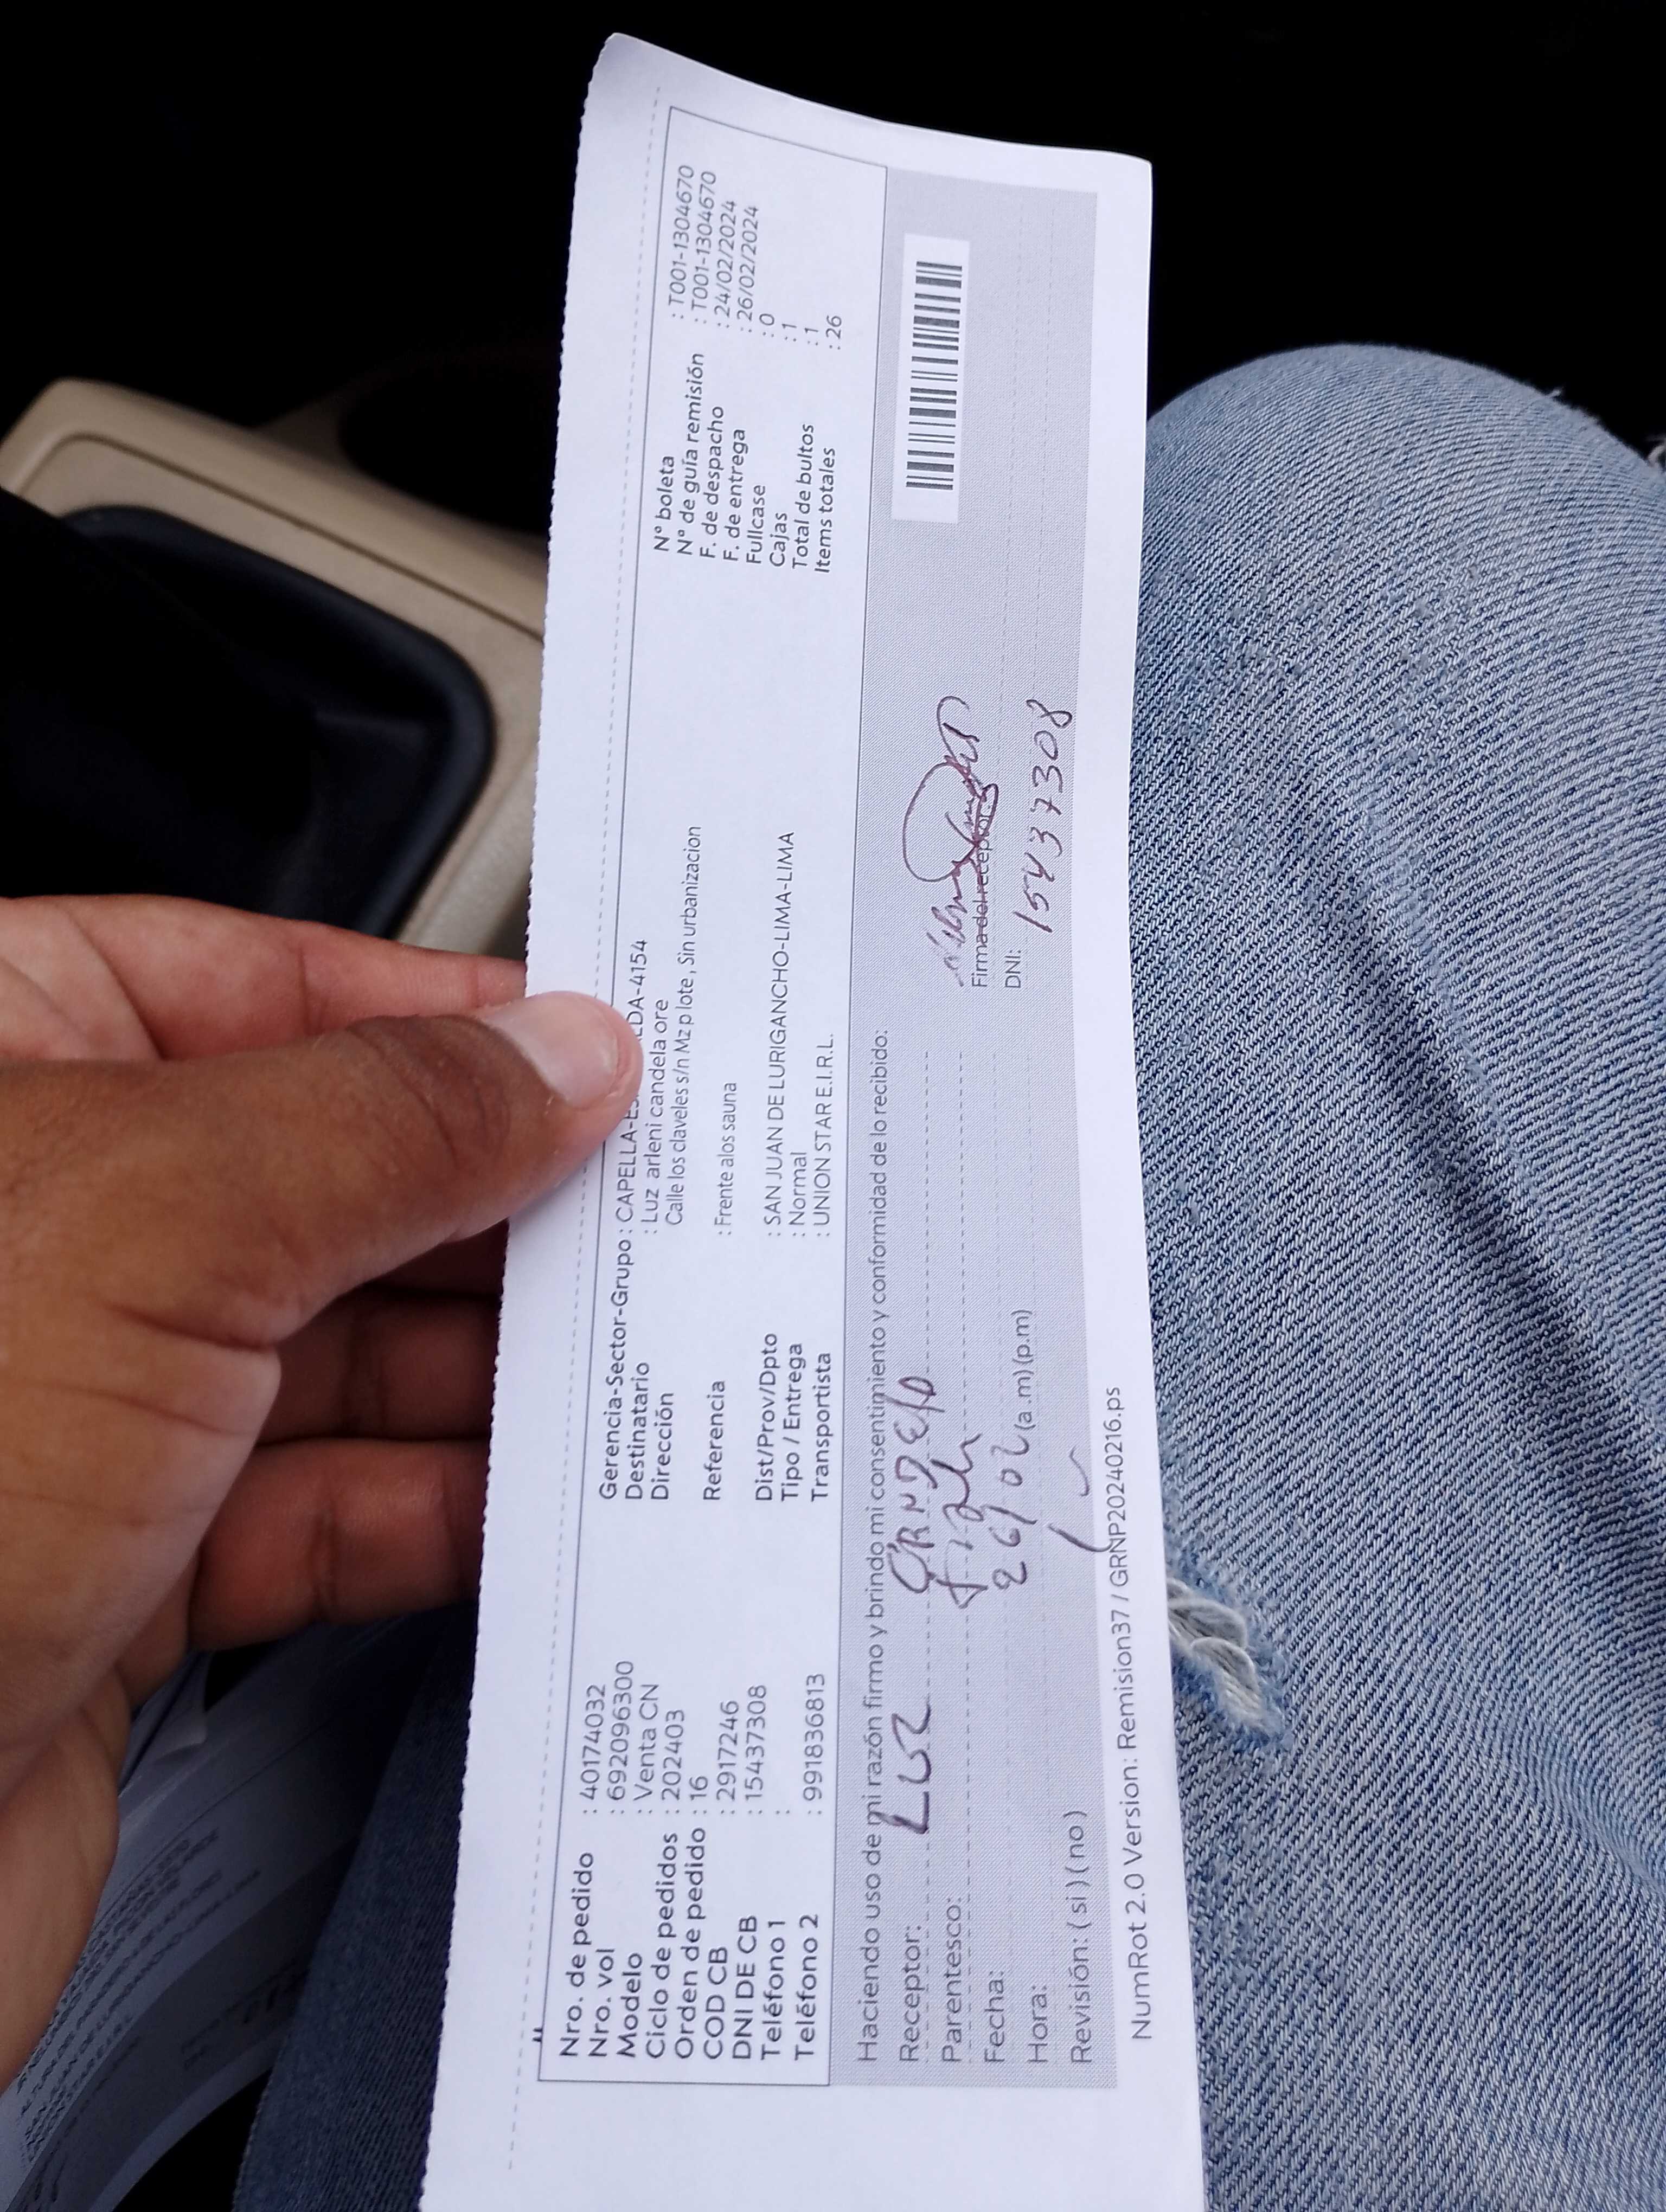 Nro. de pedido : 40174032
Nro. vol : 692096300
Modelo : Venta CN
Ciclo de pedidos : 202403
Orden de pedido : 16
COD CB : 2917246
DNI DE CB : 15437308
Teléfono 1 :
Teléfono 2 : 991836813
Gerencia-Sector-Grupo : CAPELLA- LDA-4154
Destinatario : Luz arleni candela ore
Dirección Calle los claveles s/n Mz p lote , Sin urbanizacion
Referencia : Frente a los sauna
Dist/Prov/Dpto : SAN JUAN DE LURIGANCHO-LIMA-LIMA
Tipo / Entrega : Normal
Transportista : UNION STAR E.I.R.L.
N° boleta : T001-1304670
N° de guía remisión : T001-1304670
F. de despacho : 24/02/2024
F. de entrega : 26/02/2024
Fullcase : 0
Cajas : 1
Total de bultos : 1
Items totales : 26
Haciendo uso de mi razón firmo y brindo mi consentimiento y conformidad de lo recibido:
Receptor: Luz
Parentesco:
Fecha: 26/02
Hora: (a.m)(p.m)
Revisión: ( si ) ( no )
Firma del receptor
DNI: 15437308
NumRot 2.0 Version: Remision37 / GRNP20240216.ps